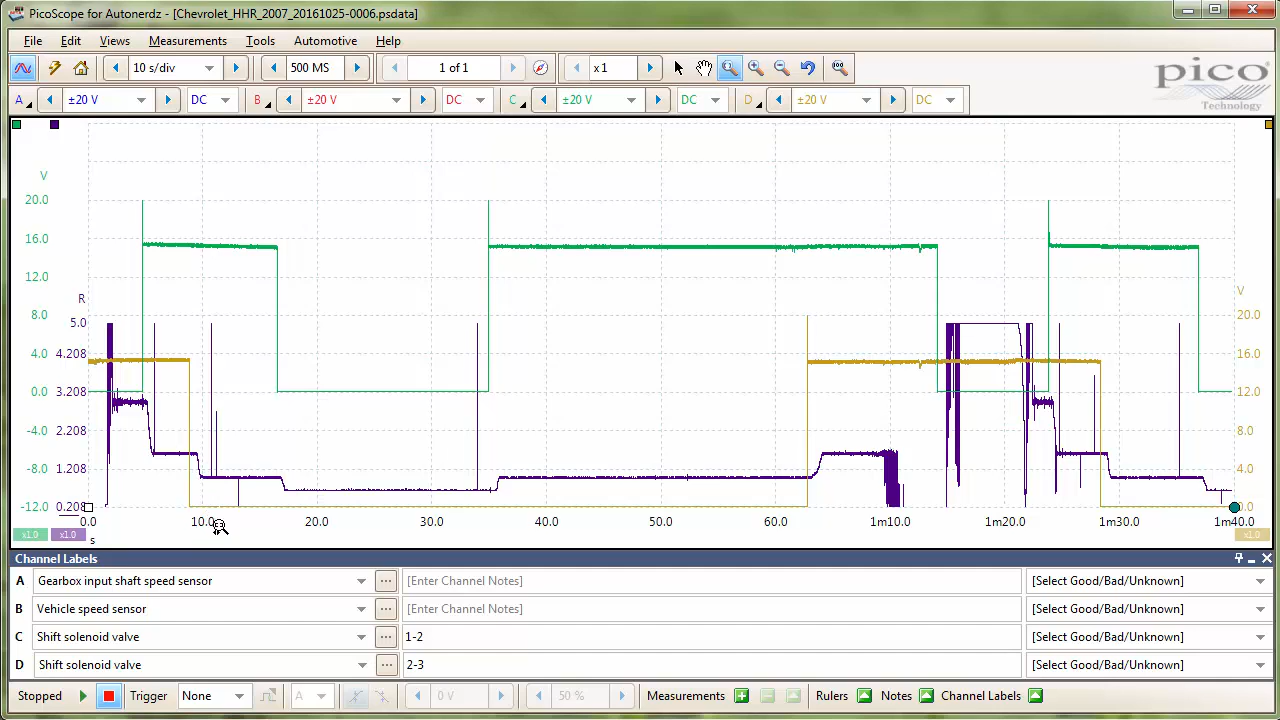 PicoScope for Autonerdz - [Chevrolet_HHR_2007_20161025-0006.psdata]
File Edit Views Measurements Tools Automotive Help
10 s/div 500 MS 1 of 1 x 1
A ±20 V DC B ±20 V DC C ±20 V DC D ±20 V DC
pico
Technology
V
20.0
16.0
12.0
R V
8.0 5.0 20.0
4.0 4.208 16.0
0.0 3.208 12.0
-4.0 2.208 8.0
-8.0 1.208 4.0
-12.0 0.208 0.0
0.0 10.0 20.0 30.0 40.0 50.0 60.0 1m10.0 1m20.0 1m30.0 1m40.0
x1.0 x1.0 s x1.0
Channel Labels
A Gearbox input shaft speed sensor ... [Enter Channel Notes] [Select Good/Bad/Unknown]
B Vehicle speed sensor ... [Enter Channel Notes] [Select Good/Bad/Unknown]
C Shift solenoid valve ... 1-2 [Select Good/Bad/Unknown]
D Shift solenoid valve ... 2-3 [Select Good/Bad/Unknown]
Stopped Trigger None A 0 V 50 % Measurements Rulers Notes Channel Labels